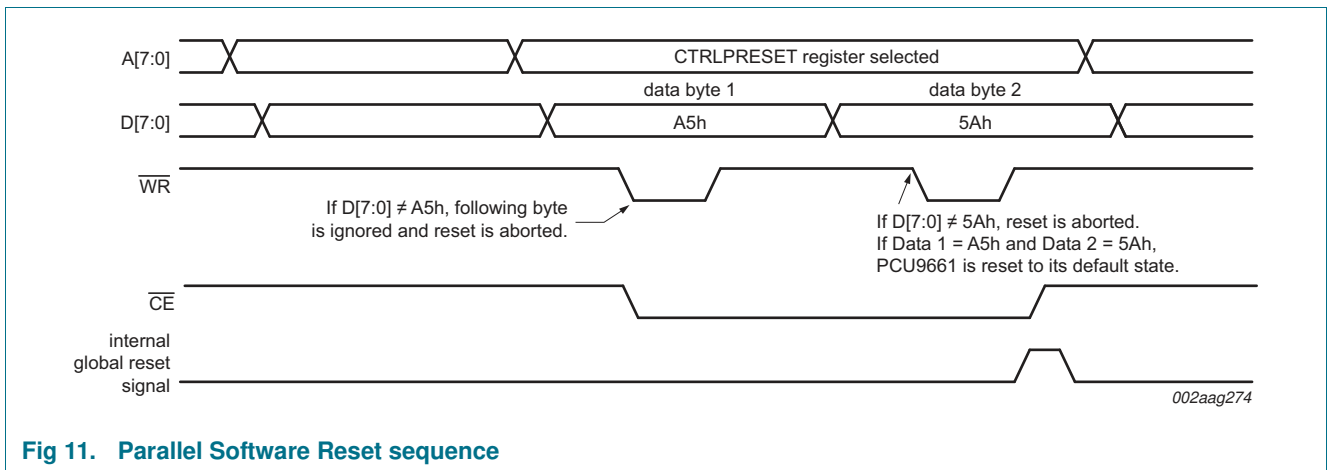 A[7:0]
CTRLPRESET register selected
data byte 1
data byte 2
D[7:0]
A5h
5Ah
WR
If D[7:0] ≠ A5h, following byte
is ignored and reset is aborted.
If D[7:0] ≠ 5Ah, reset is aborted.
If Data 1 = A5h and Data 2 = 5Ah,
PCU9661 is reset to its default state.
CE
internal
global reset
signal
002aag274
Fig 11. Parallel Software Reset sequence